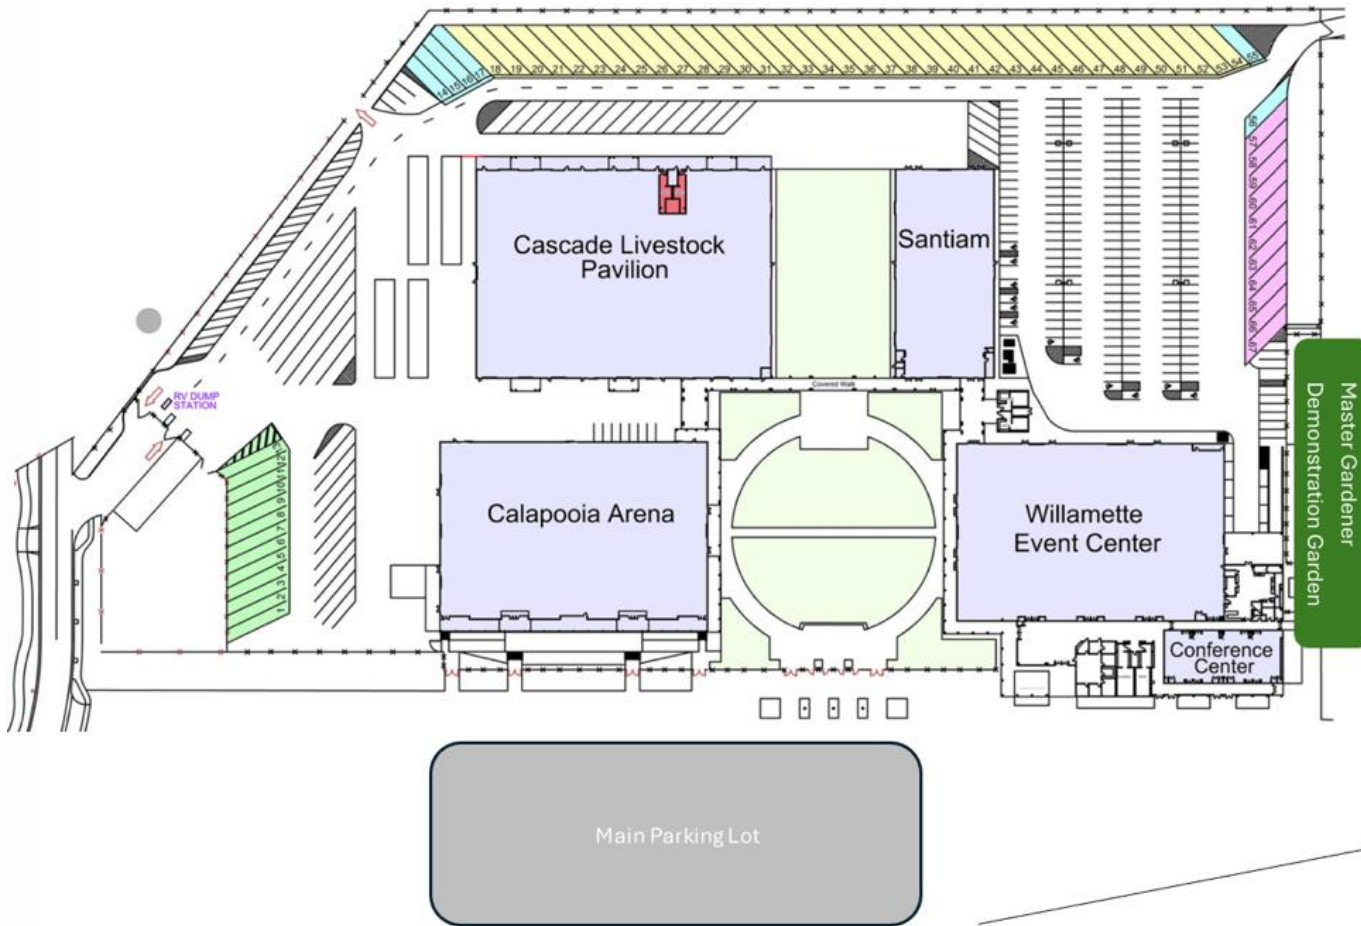 14 15 16 17 18 19 20 21 22 23 24 25 26 27 28 29 30 31 32 33 34 35 36 37 38 39 40 41 42 43 44 45 46 47 48 49 50 51 52 53 54 55
56
57
58
59
60
61
62
63
64
65
66
67
Cascade Livestock
Pavilion
Santiam
Covered Walk
RV DUMP
STATION
Master Gardener
Demonstration Garden
1 2 3 4 5 6 7 8 9 10 11 12 13
Calapooia Arena
Willamette
Event Center
Conference
Center
Main Parking Lot